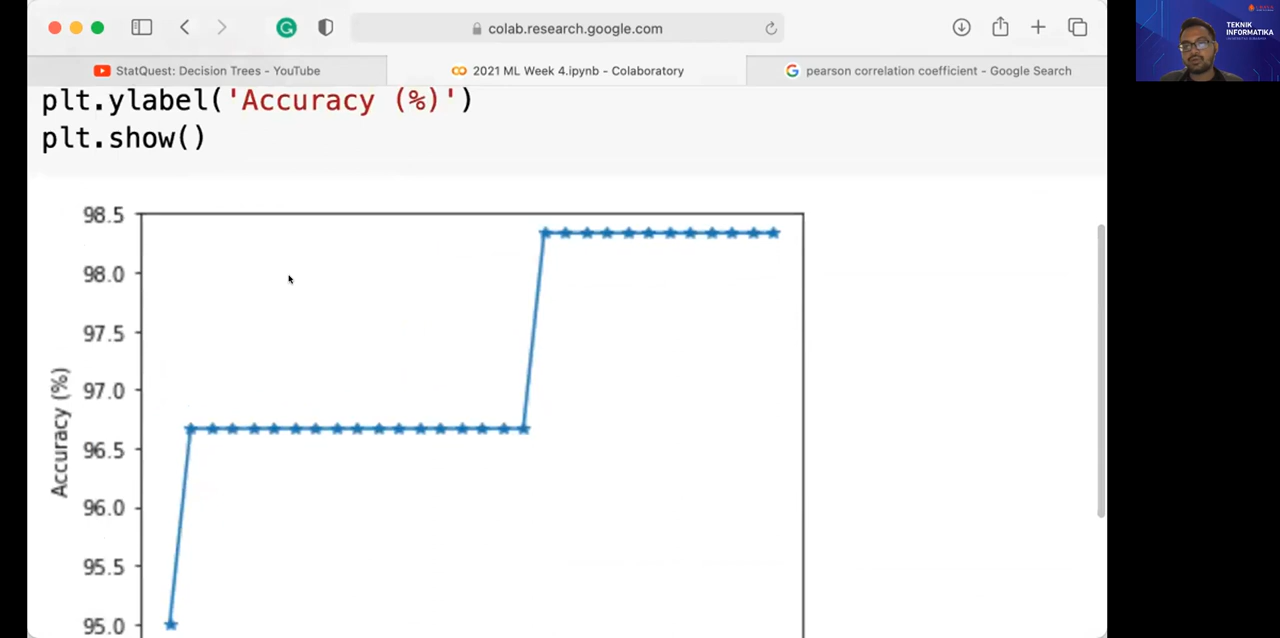 colab.research.google.com
StatQuest: Decision Trees - YouTube
2021 ML Week 4.ipynb - Colaboratory
pearson correlation coefficient - Google Search
plt.ylabel('Accuracy (%)')
plt.show()
98.5
98.0
97.5
97.0
96.5
96.0
95.5
95.0
Accuracy (%)
TEKNIK
INFORMATIKA